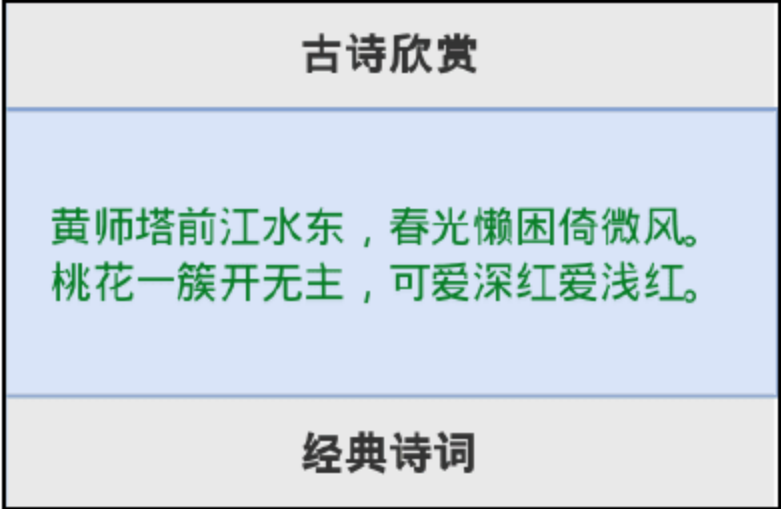 古诗欣赏
黄师塔前江水东，春光懒困倚微风。
桃花一簇开无主，可爱深红爱浅红。
经典诗词